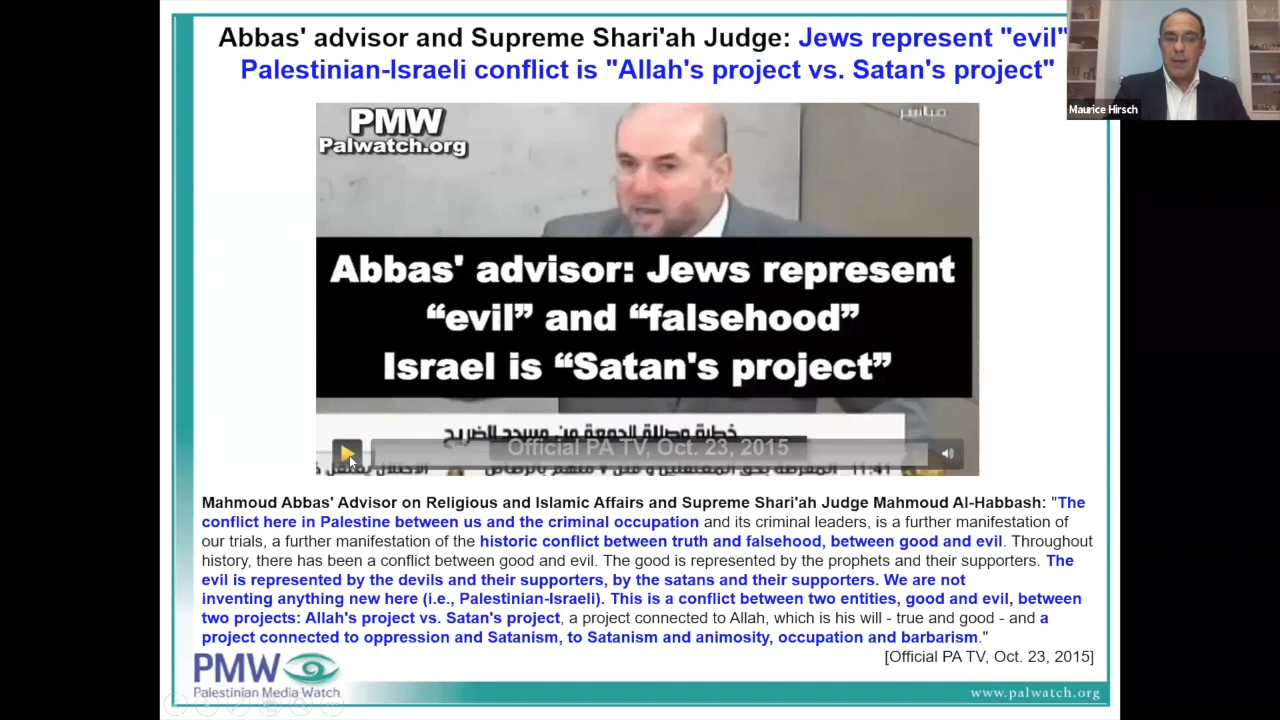 Abbas' advisor and Supreme Shari'ah Judge: Jews represent "evil"
Palestinian-Israeli conflict is "Allah's project vs. Satan's project"
Maurice Hirsch
PMW
Palwatch.org
مباشر
Abbas' advisor: Jews represent
“evil” and “falsehood”
Israel is “Satan's project”
خطبة وصلاة الجمعة من مسجد الضريح
Official PA TV, Oct. 23, 2015
11:41
Mahmoud Abbas' Advisor on Religious and Islamic Affairs and Supreme Shari'ah Judge Mahmoud Al-Habbash: "The
conflict here in Palestine between us and the criminal occupation and its criminal leaders, is a further manifestation of
our trials, a further manifestation of the historic conflict between truth and falsehood, between good and evil. Throughout
history, there has been a conflict between good and evil. The good is represented by the prophets and their supporters. The
evil is represented by the devils and their supporters, by the satans and their supporters. We are not
inventing anything new here (i.e., Palestinian-Israeli). This is a conflict between two entities, good and evil, between
two projects: Allah's project vs. Satan's project, a project connected to Allah, which is his will - true and good - and a
project connected to oppression and Satanism, to Satanism and animosity, occupation and barbarism."
[Official PA TV, Oct. 23, 2015]
PMW
Palestinian Media Watch
www.palwatch.org